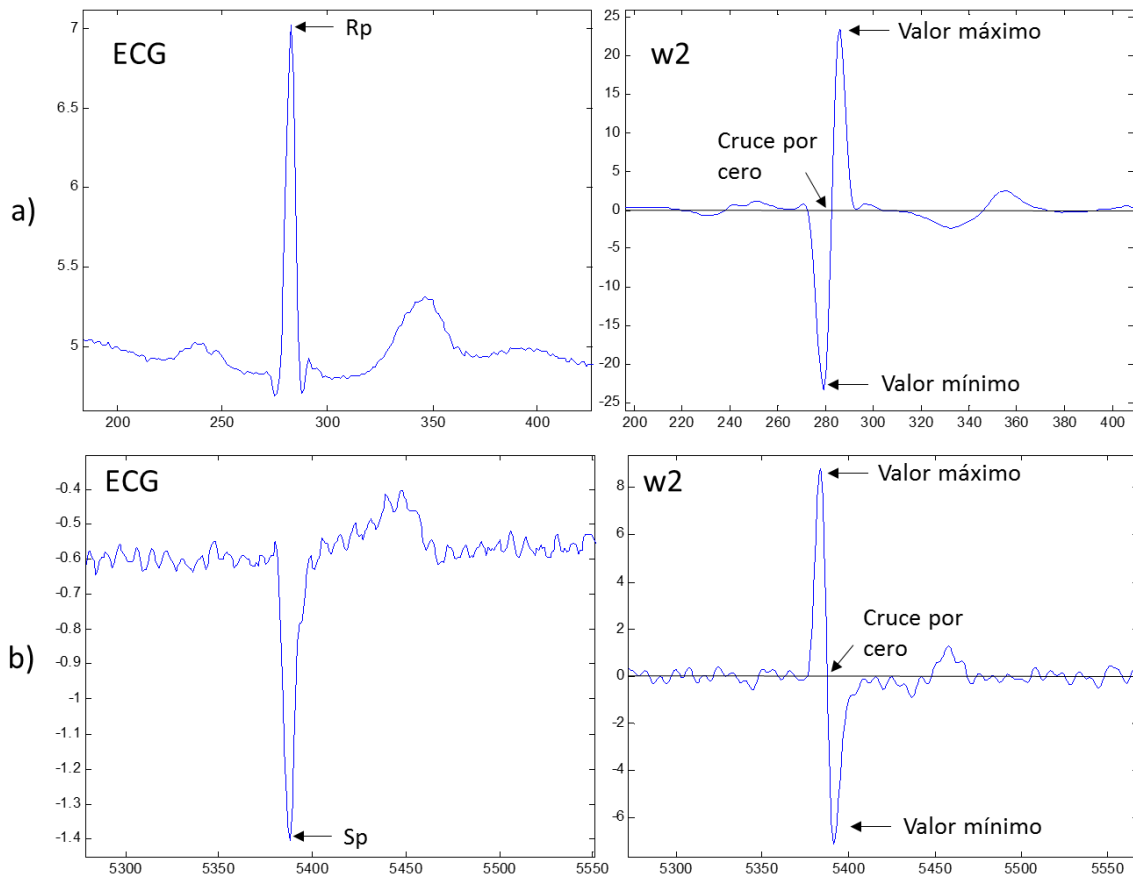 ECG
Rp
7
6.5
6
5.5
5
200 250 300 350 400
a)
w2
Valor máximo
Cruce por
cero
Valor mínimo
25
20
15
10
5
0
-5
-10
-15
-20
-25
200 220 240 260 280 300 320 340 360 380 400
ECG
-0.4
-0.5
-0.6
-0.7
-0.8
-0.9
-1
-1.1
-1.2
-1.3
-1.4
Sp
5300 5350 5400 5450 5500 5550
b)
w2
Valor máximo
Cruce por
cero
Valor mínimo
8
6
4
2
0
-2
-4
-6
5300 5350 5400 5450 5500 5550